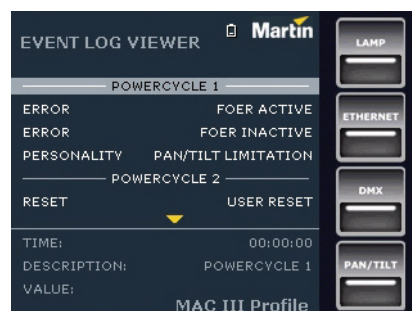 EVENT LOG VIEWER
Martin
POWERCYCLE 1
ERROR FOER ACTIVE
ERROR FOER INACTIVE
PERSONALITY PAN/TILT LIMITATION
POWERCYCLE 2
RESET USER RESET
TIME: 00:00:00
DESCRIPTION: POWERCYCLE 1
VALUE:
MAC III Profile
LAMP
ETHERNET
DMX
PAN/TILT